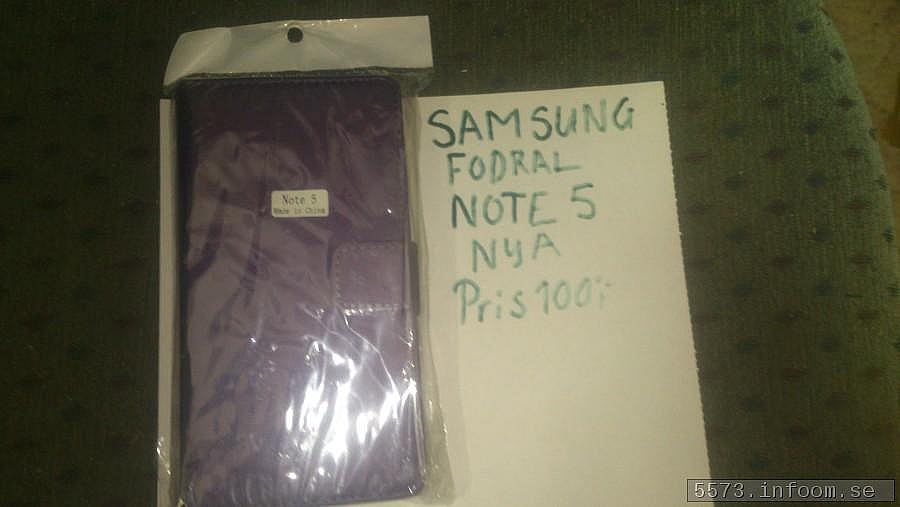 Note 5
Made in China
SAMSUNG
FODRAL
NOTE 5
NYA
Pris 100:
5573.infoom.se